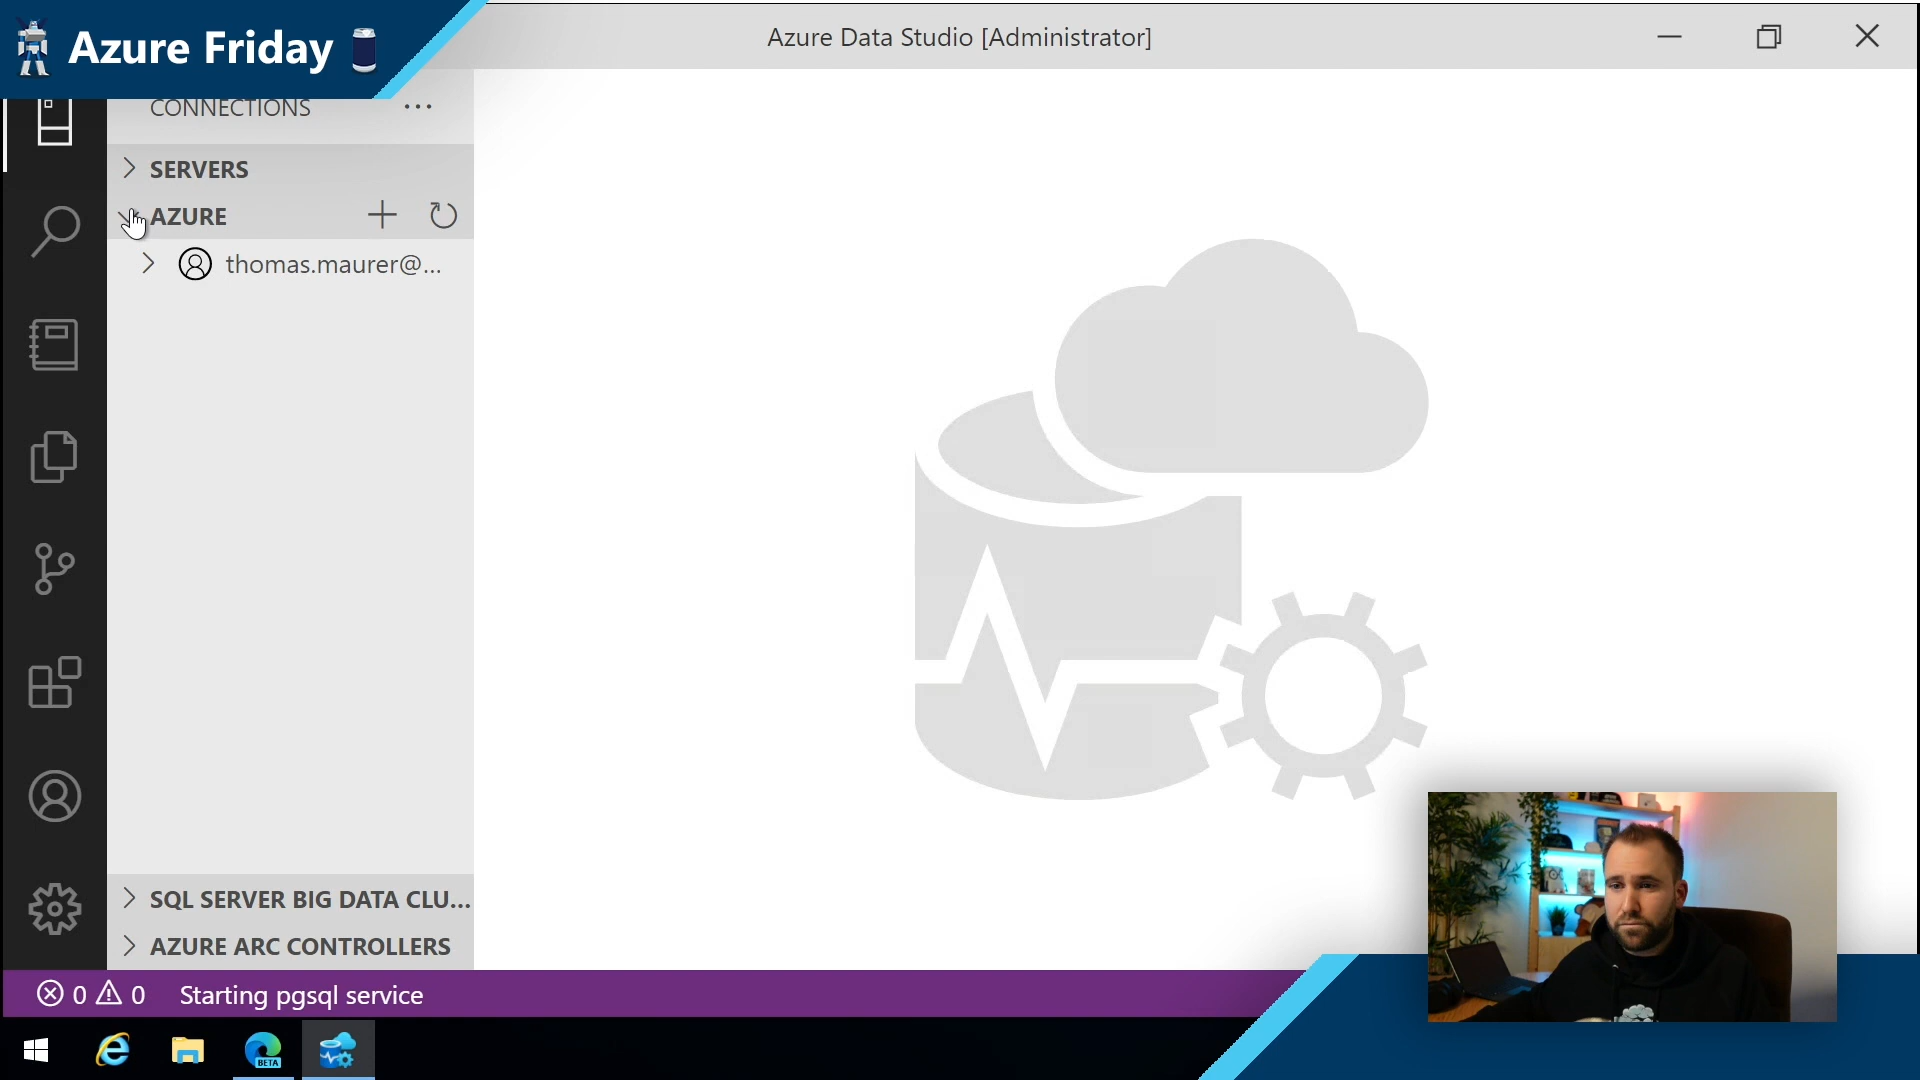 Azure Friday
Azure Data Studio [Administrator]
CONNECTIONS
SERVERS
AZURE
thomas.maurer@...
SQL SERVER BIG DATA CLU...
AZURE ARC CONTROLLERS
0 0 Starting pgsql service
BETA